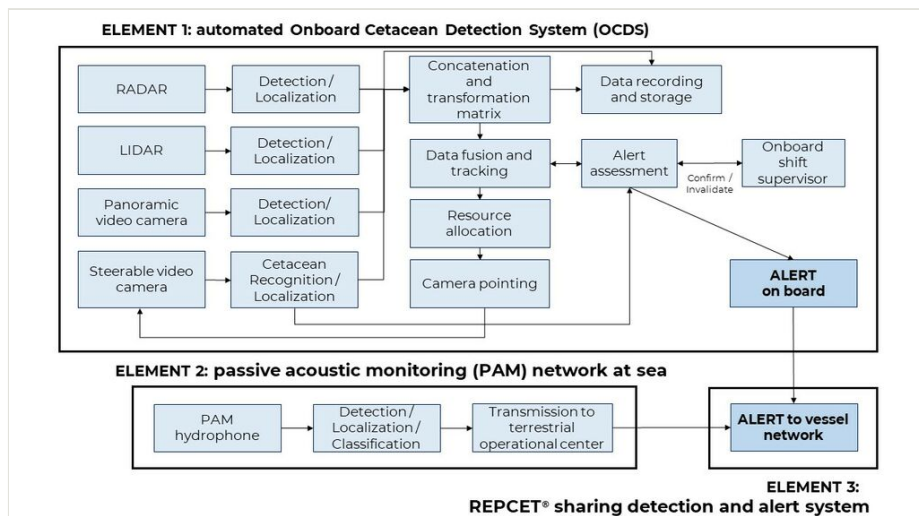 ELEMENT 1: automated Onboard Cetacean Detection System (OCDS)
RADAR
Detection /
Localization
Concatenation
and
transformation
matrix
Data recording
and storage
LIDAR
Detection /
Localization
Data fusion and
tracking
Alert
assessment
Confirm /
Invalidate
Onboard
shift
supervisor
Panoramic
video camera
Detection/
Localization
Resource
allocation
Steerable video
camera
Cetacean
Recognition /
Localization
Camera pointing
ALERT
on board
ELEMENT 2: passive acoustic monitoring (PAM) network at sea
PAM
hydrophone
Detection /
Localization /
Classification
Transmission to
terrestrial
operational center
ALERT to vessel
network
ELEMENT 3:
REPCET® sharing detection and alert system